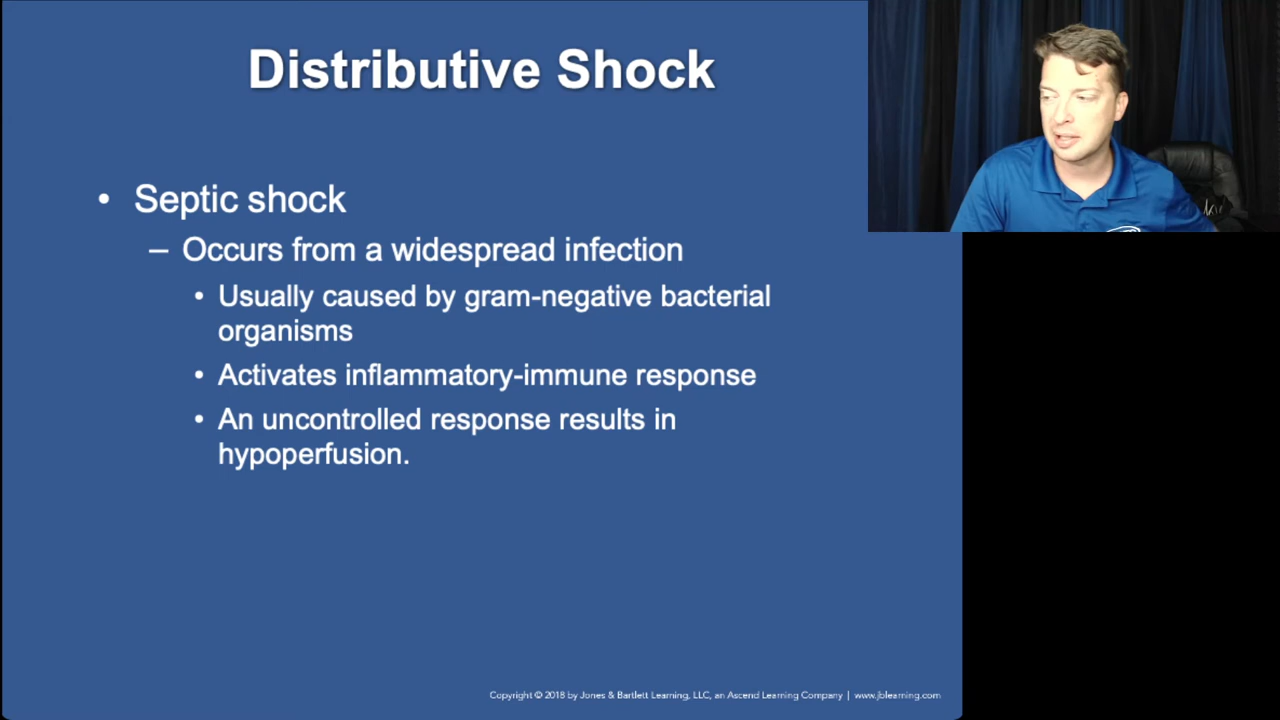 Distributive Shock
• Septic shock
– Occurs from a widespread infection
• Usually caused by gram-negative bacterial
organisms
• Activates inflammatory-immune response
• An uncontrolled response results in
hypoperfusion.
Copyright © 2018 by Jones & Bartlett Learning, LLC, an Ascend Learning Company | www.jblearning.com